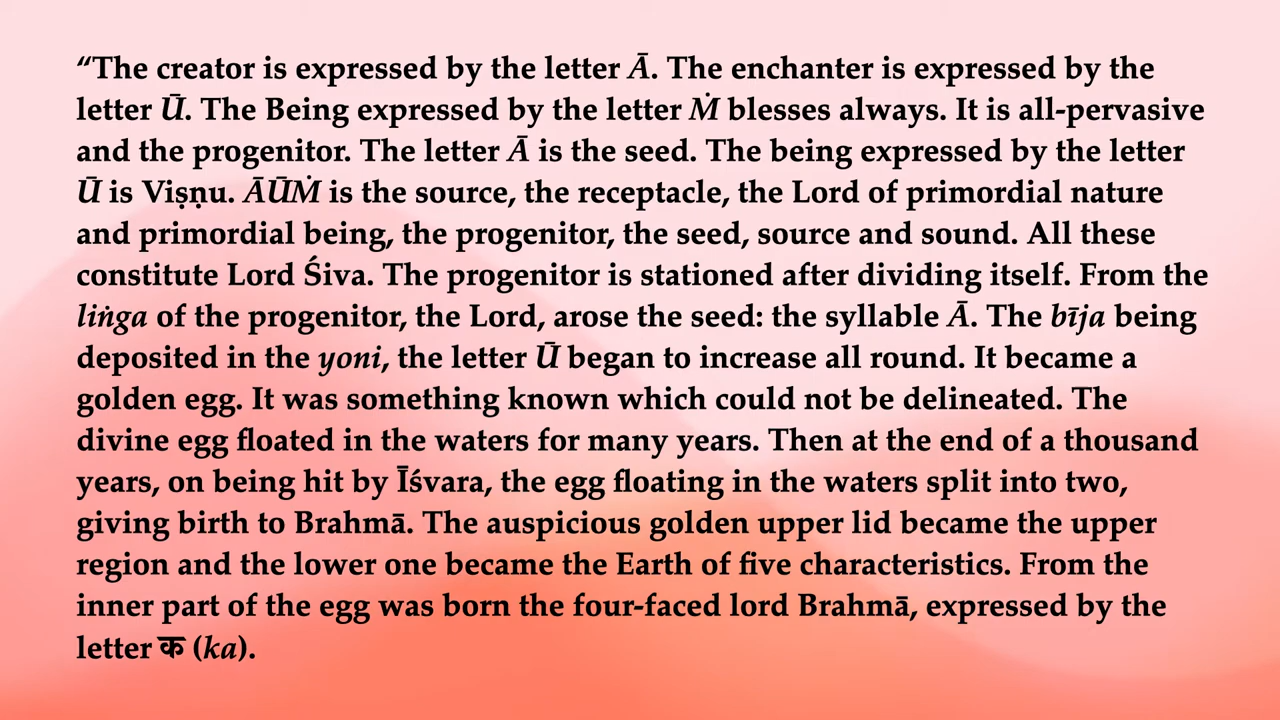 “The creator is expressed by the letter Ā. The enchanter is expressed by the
letter Ū. The Being expressed by the letter Ṁ blesses always. It is all-pervasive
and the progenitor. The letter Ā is the seed. The being expressed by the letter
Ū is Viṣṇu. ĀŪṀ is the source, the receptacle, the Lord of primordial nature
and primordial being, the progenitor, the seed, source and sound. All these
constitute Lord Śiva. The progenitor is stationed after dividing itself. From the
liṅga of the progenitor, the Lord, arose the seed: the syllable Ā. The bīja being
deposited in the yoni, the letter Ū began to increase all round. It became a
golden egg. It was something known which could not be delineated. The
divine egg floated in the waters for many years. Then at the end of a thousand
years, on being hit by Īśvara, the egg floating in the waters split into two,
giving birth to Brahmā. The auspicious golden upper lid became the upper
region and the lower one became the Earth of five characteristics. From the
inner part of the egg was born the four-faced lord Brahmā, expressed by the
letter क (ka).